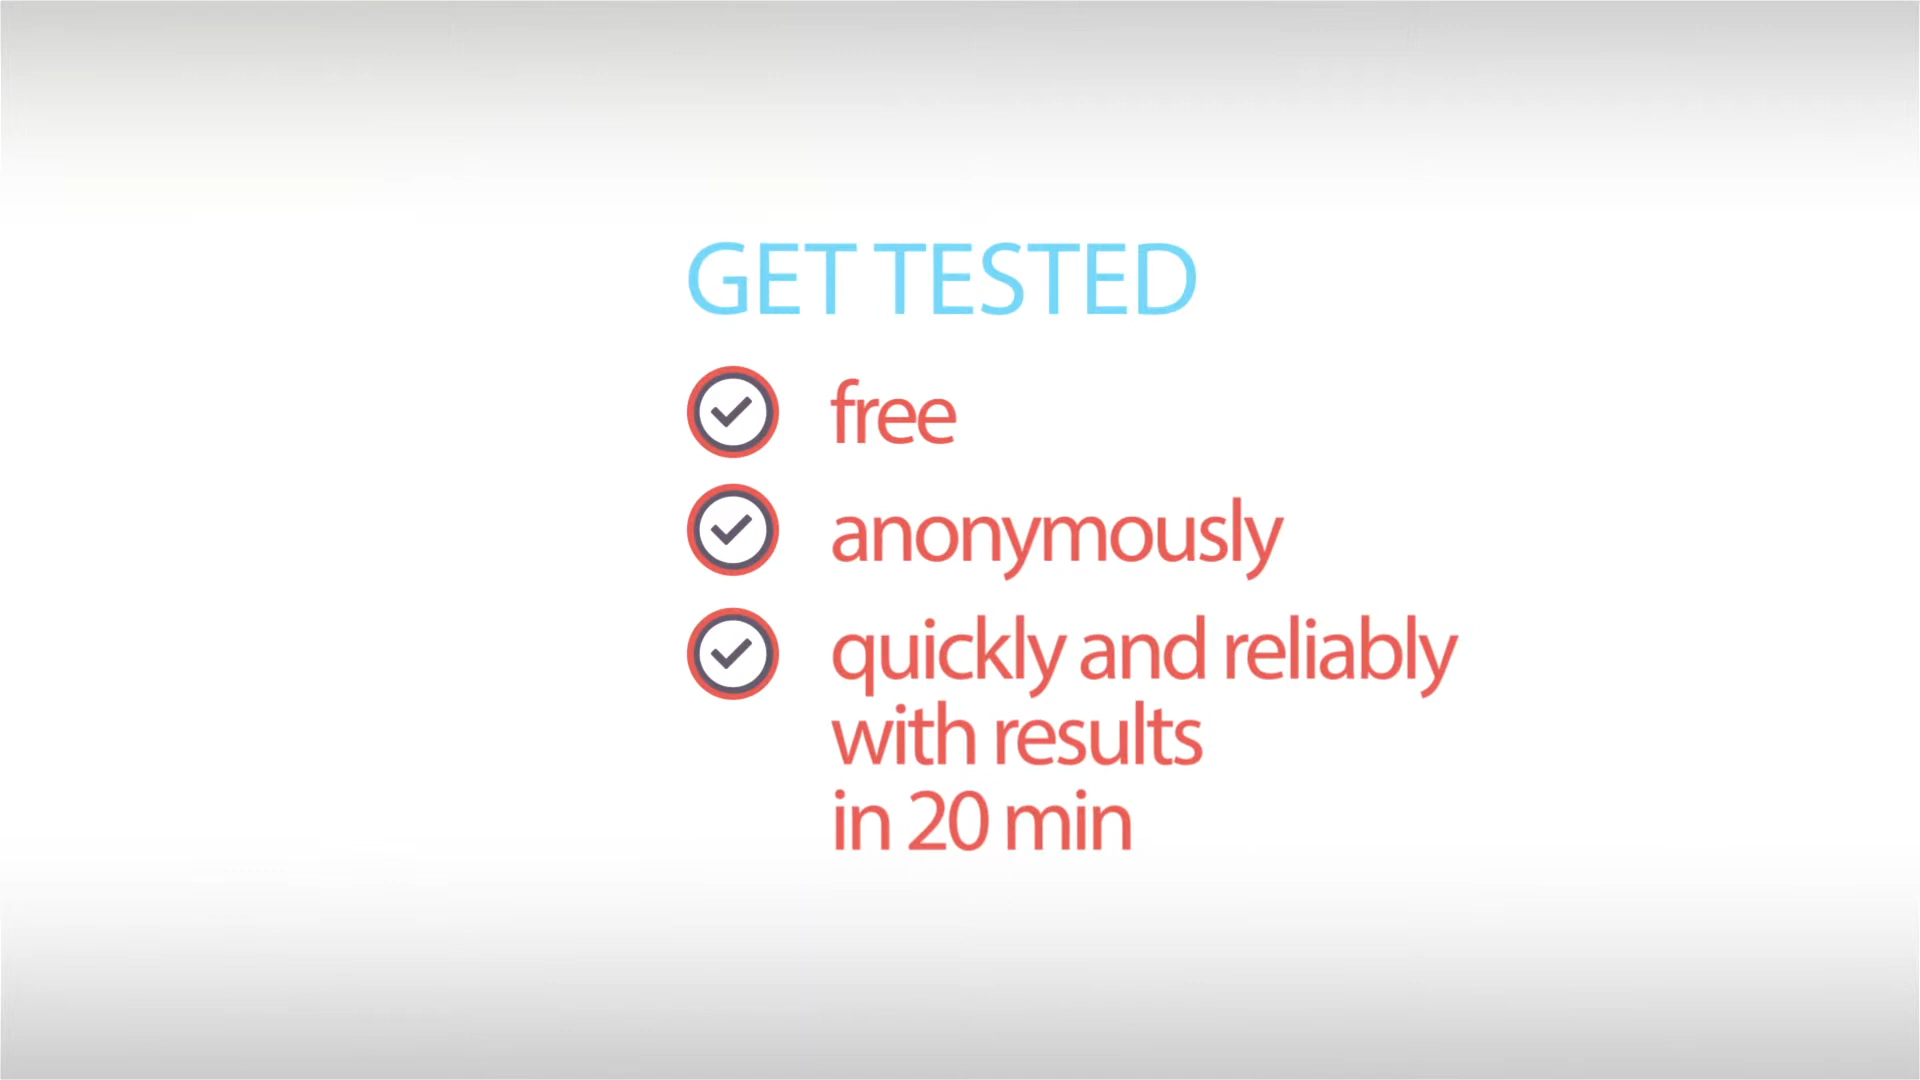 GET TESTED
free
anonymously
quickly and reliably
with results
in 20 min